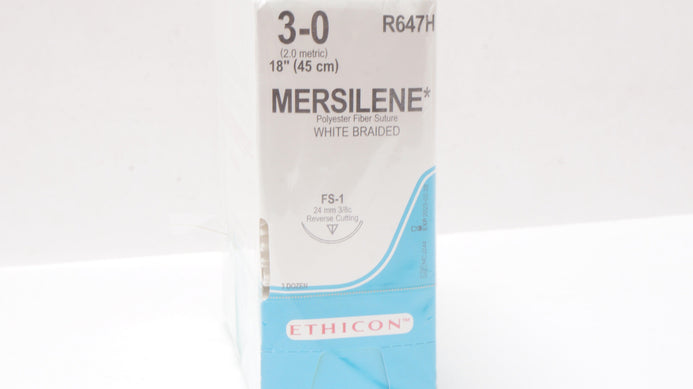 3-0
R647H
(2.0 metric)
18" (45 cm)
MERSILENE*
Polyester Fiber Suture
WHITE BRAIDED
FS-1
24 mm 3/8c
Reverse Cutting
3 DOZEN
ETHICON™